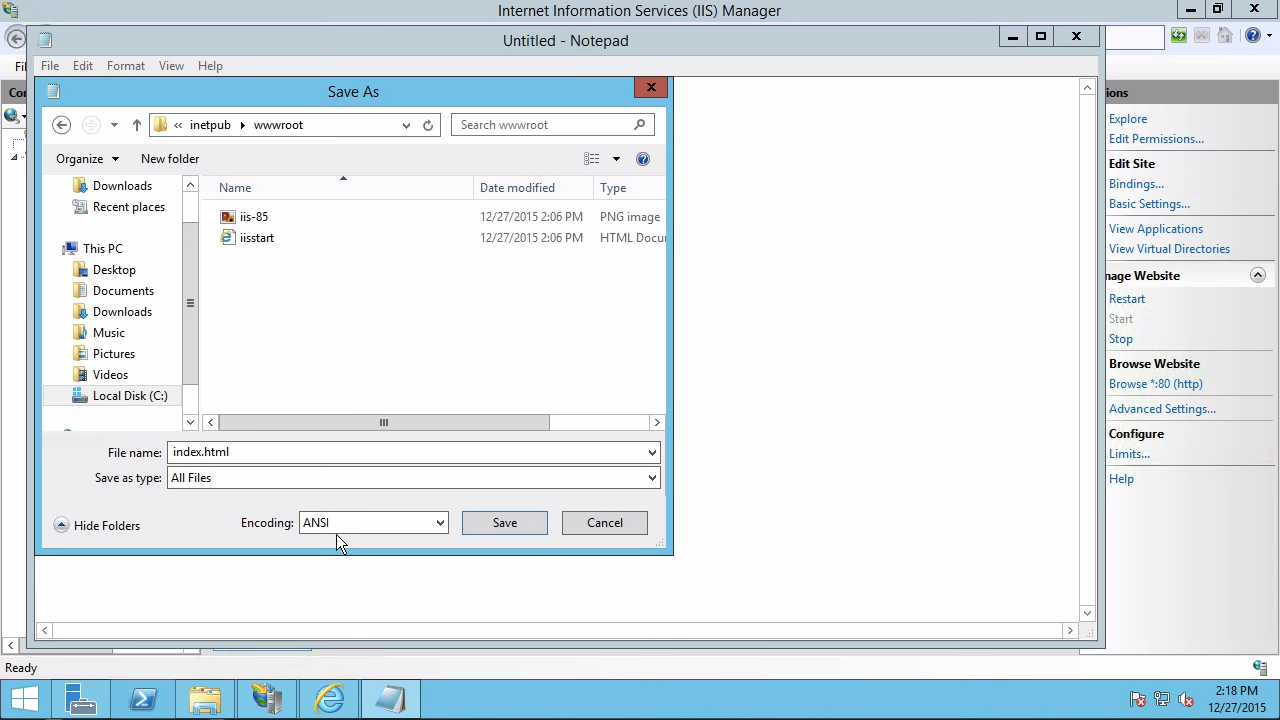 Internet Information Services (IIS) Manager
Untitled - Notepad
File Edit Format View Help
Save As
« inetpub wwwroot
Search wwwroot
Organize
New folder
Name
Date modified
Type
Downloads
Recent places
This PC
Desktop
Documents
Downloads
Music
Pictures
Videos
Local Disk (C:)
iis-85 12/27/2015 2:06 PM PNG image
iisstart 12/27/2015 2:06 PM HTML Docu
File name: index.html
Save as type: All Files
Hide Folders
Encoding: ANSI
Save
Cancel
Fi
Cor
ions
Explore
Edit Permissions...
Edit Site
Bindings...
Basic Settings...
View Applications
View Virtual Directories
nage Website
Restart
Start
Stop
Browse Website
Browse *:80 (http)
Advanced Settings...
Configure
Limits...
Help
Ready
2:18 PM
12/27/2015